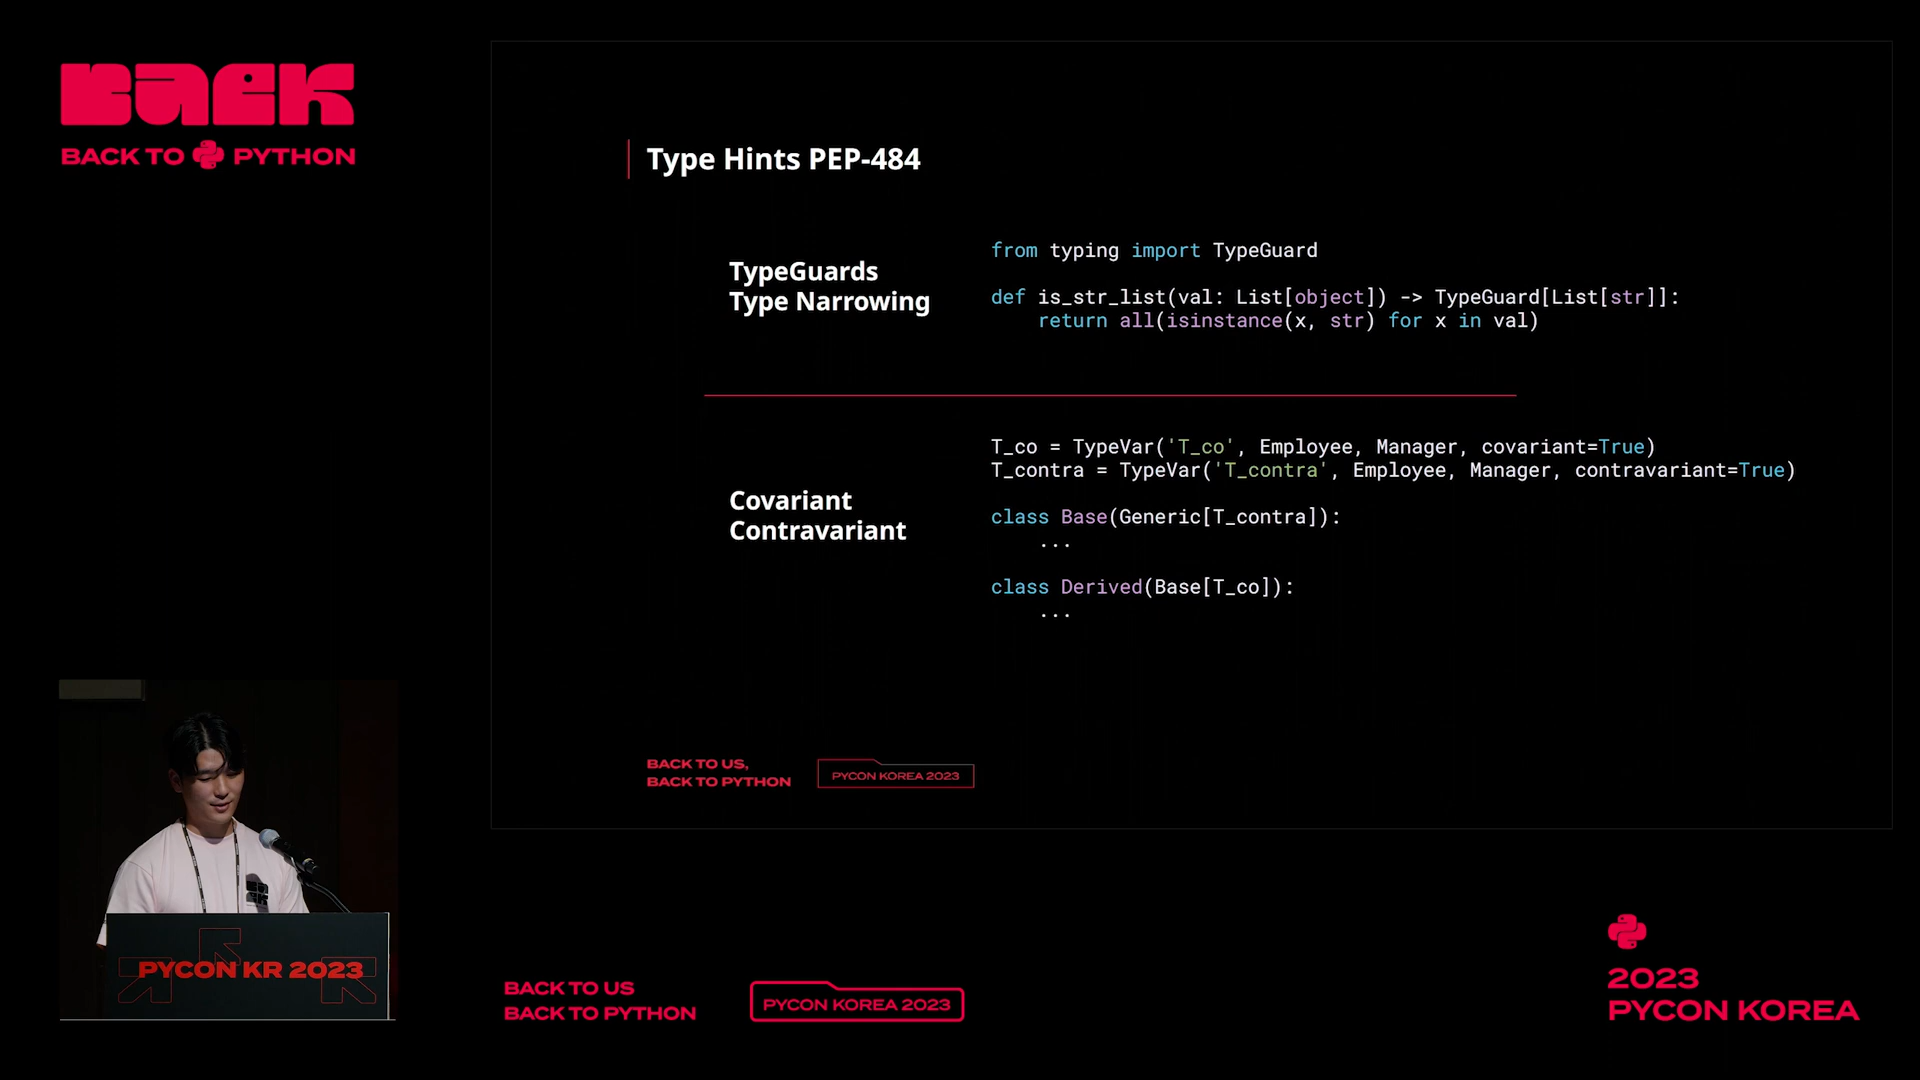 BACK
BACK TO PYTHON
Type Hints PEP-484
TypeGuards
Type Narrowing
from typing import TypeGuard
def is_str_list(val: List[object]) -> TypeGuard[List[str]]:
    return all(isinstance(x, str) for x in val)
Covariant
Contravariant
T_co = TypeVar('T_co', Employee, Manager, covariant=True)
T_contra = TypeVar('T_contra', Employee, Manager, contravariant=True)
class Base(Generic[T_contra]):
    ...
class Derived(Base[T_co]):
    ...
BACK TO US,
BACK TO PYTHON
PYCON KOREA 2023
PYCON KR 2023
BACK TO US
BACK TO PYTHON
PYCON KOREA 2023
2023
PYCON KOREA